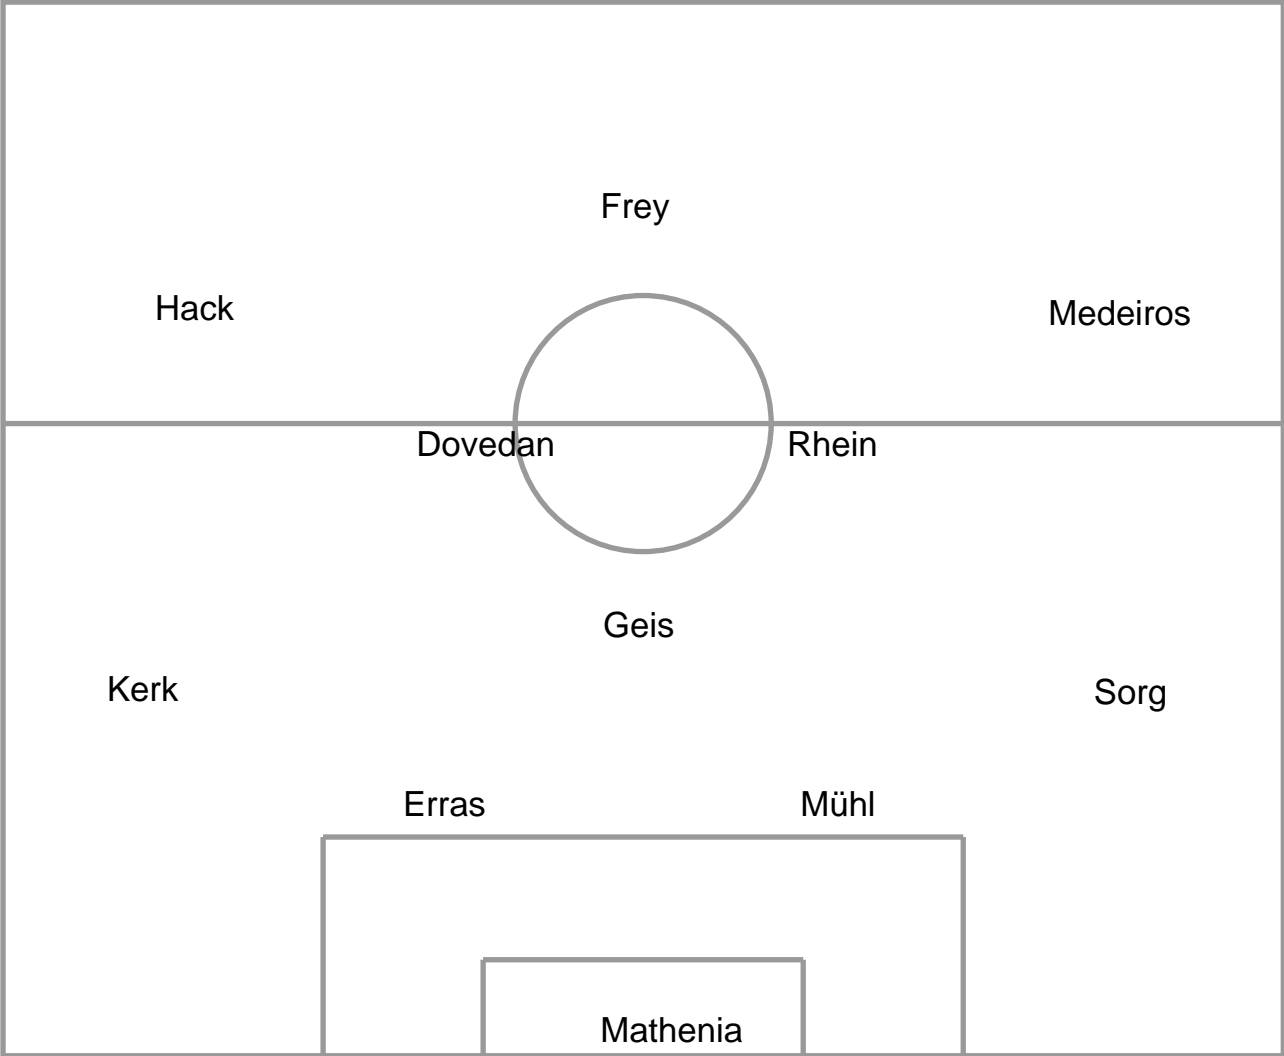 Frey
Hack
Medeiros
Dovedan
Rhein
Geis
Kerk
Sorg
Erras
Mühl
Mathenia